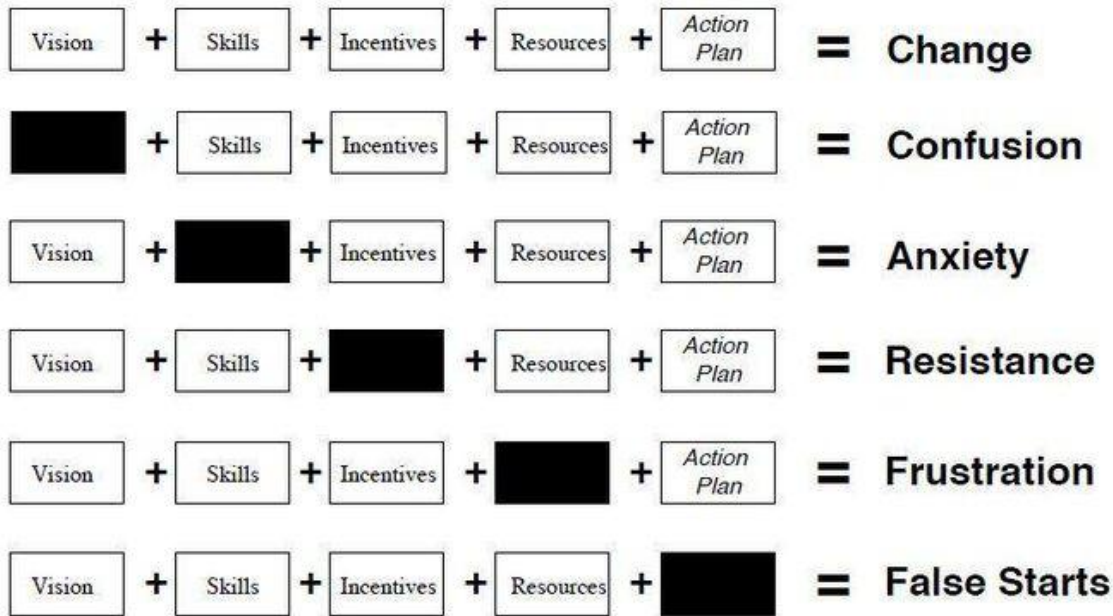 Vision + Skills + Incentives + Resources + Action Plan = Change
+ Skills + Incentives + Resources + Action Plan = Confusion
Vision + + Incentives + Resources + Action Plan = Anxiety
Vision + Skills + + Resources + Action Plan = Resistance
Vision + Skills + Incentives + + Action Plan = Frustration
Vision + Skills + Incentives + Resources + = False Starts